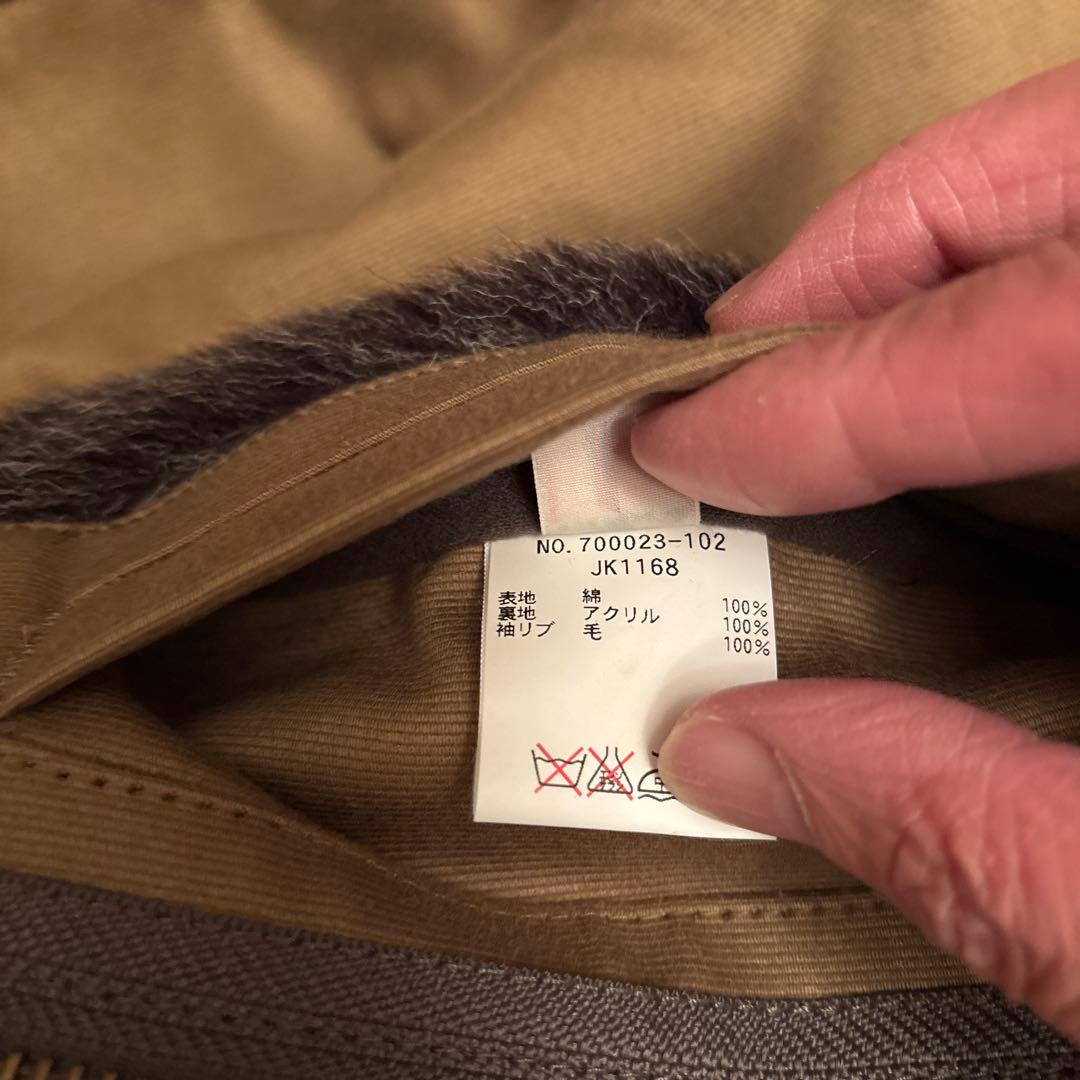 NO. 700023-102
JK1168
表地 綿 100%
裏地 アクリル 100%
袖リブ 毛 100%
中